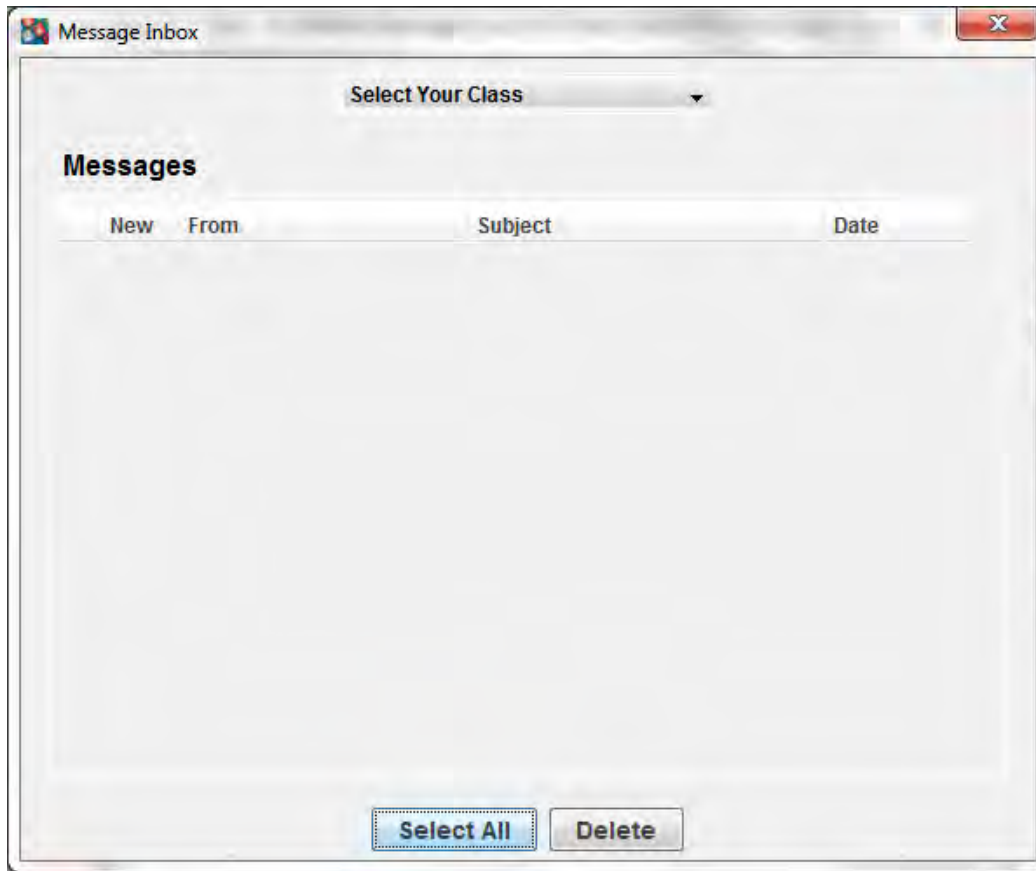 Message Inbox
Select Your Class
Messages
New From Subject Date
Select All Delete